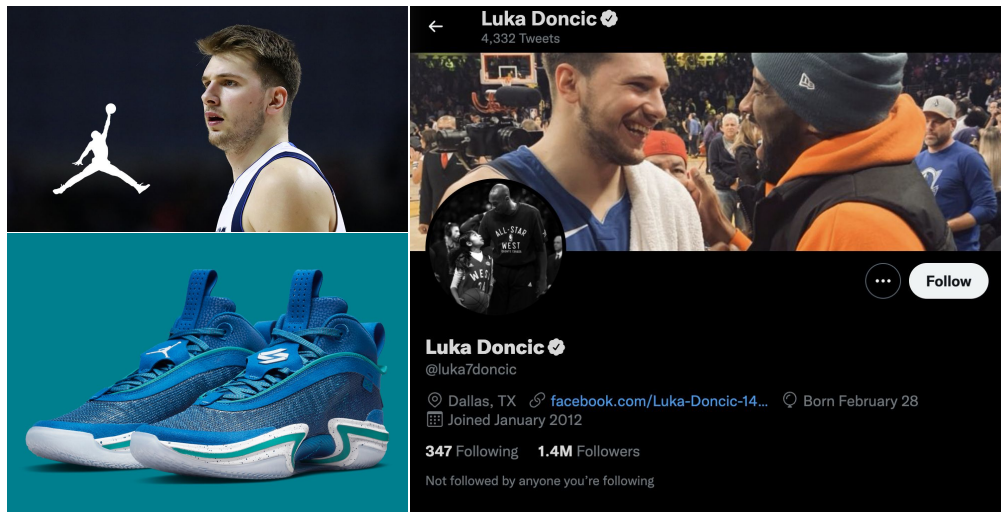 Luka Doncic
4,332 Tweets
ALL-STAR
WEST
WE
Follow
Luka Doncic
@luka7doncic
Dallas, TX facebook.com/Luka-Doncic-14... Born February 28
Joined January 2012
347 Following 1.4M Followers
Not followed by anyone you're following